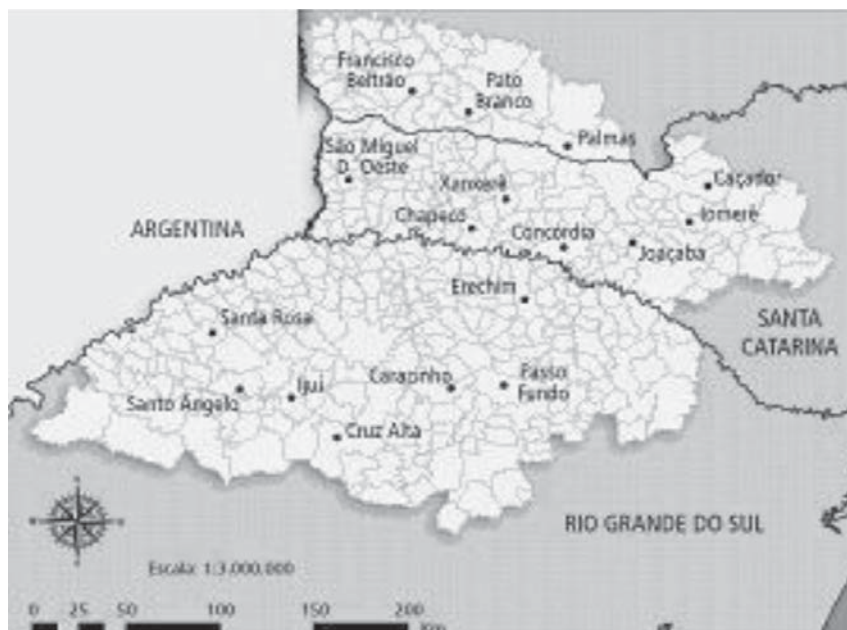 Francisco
Beltrão
Pato
Branco
Palmas
São Miguel
D. Oeste
Xanxerê
Caçador
Chapecó
Iomerê
ARGENTINA
Concórdia
Joaçaba
Erechim
Santa Rosa
SANTA
CATARINA
Carazinho
Passo
Fundo
Ijuí
Santo Ângelo
Cruz Alta
RIO GRANDE DO SUL
Escala: 1:3.000.000
0 25 50 100 150 200
Km